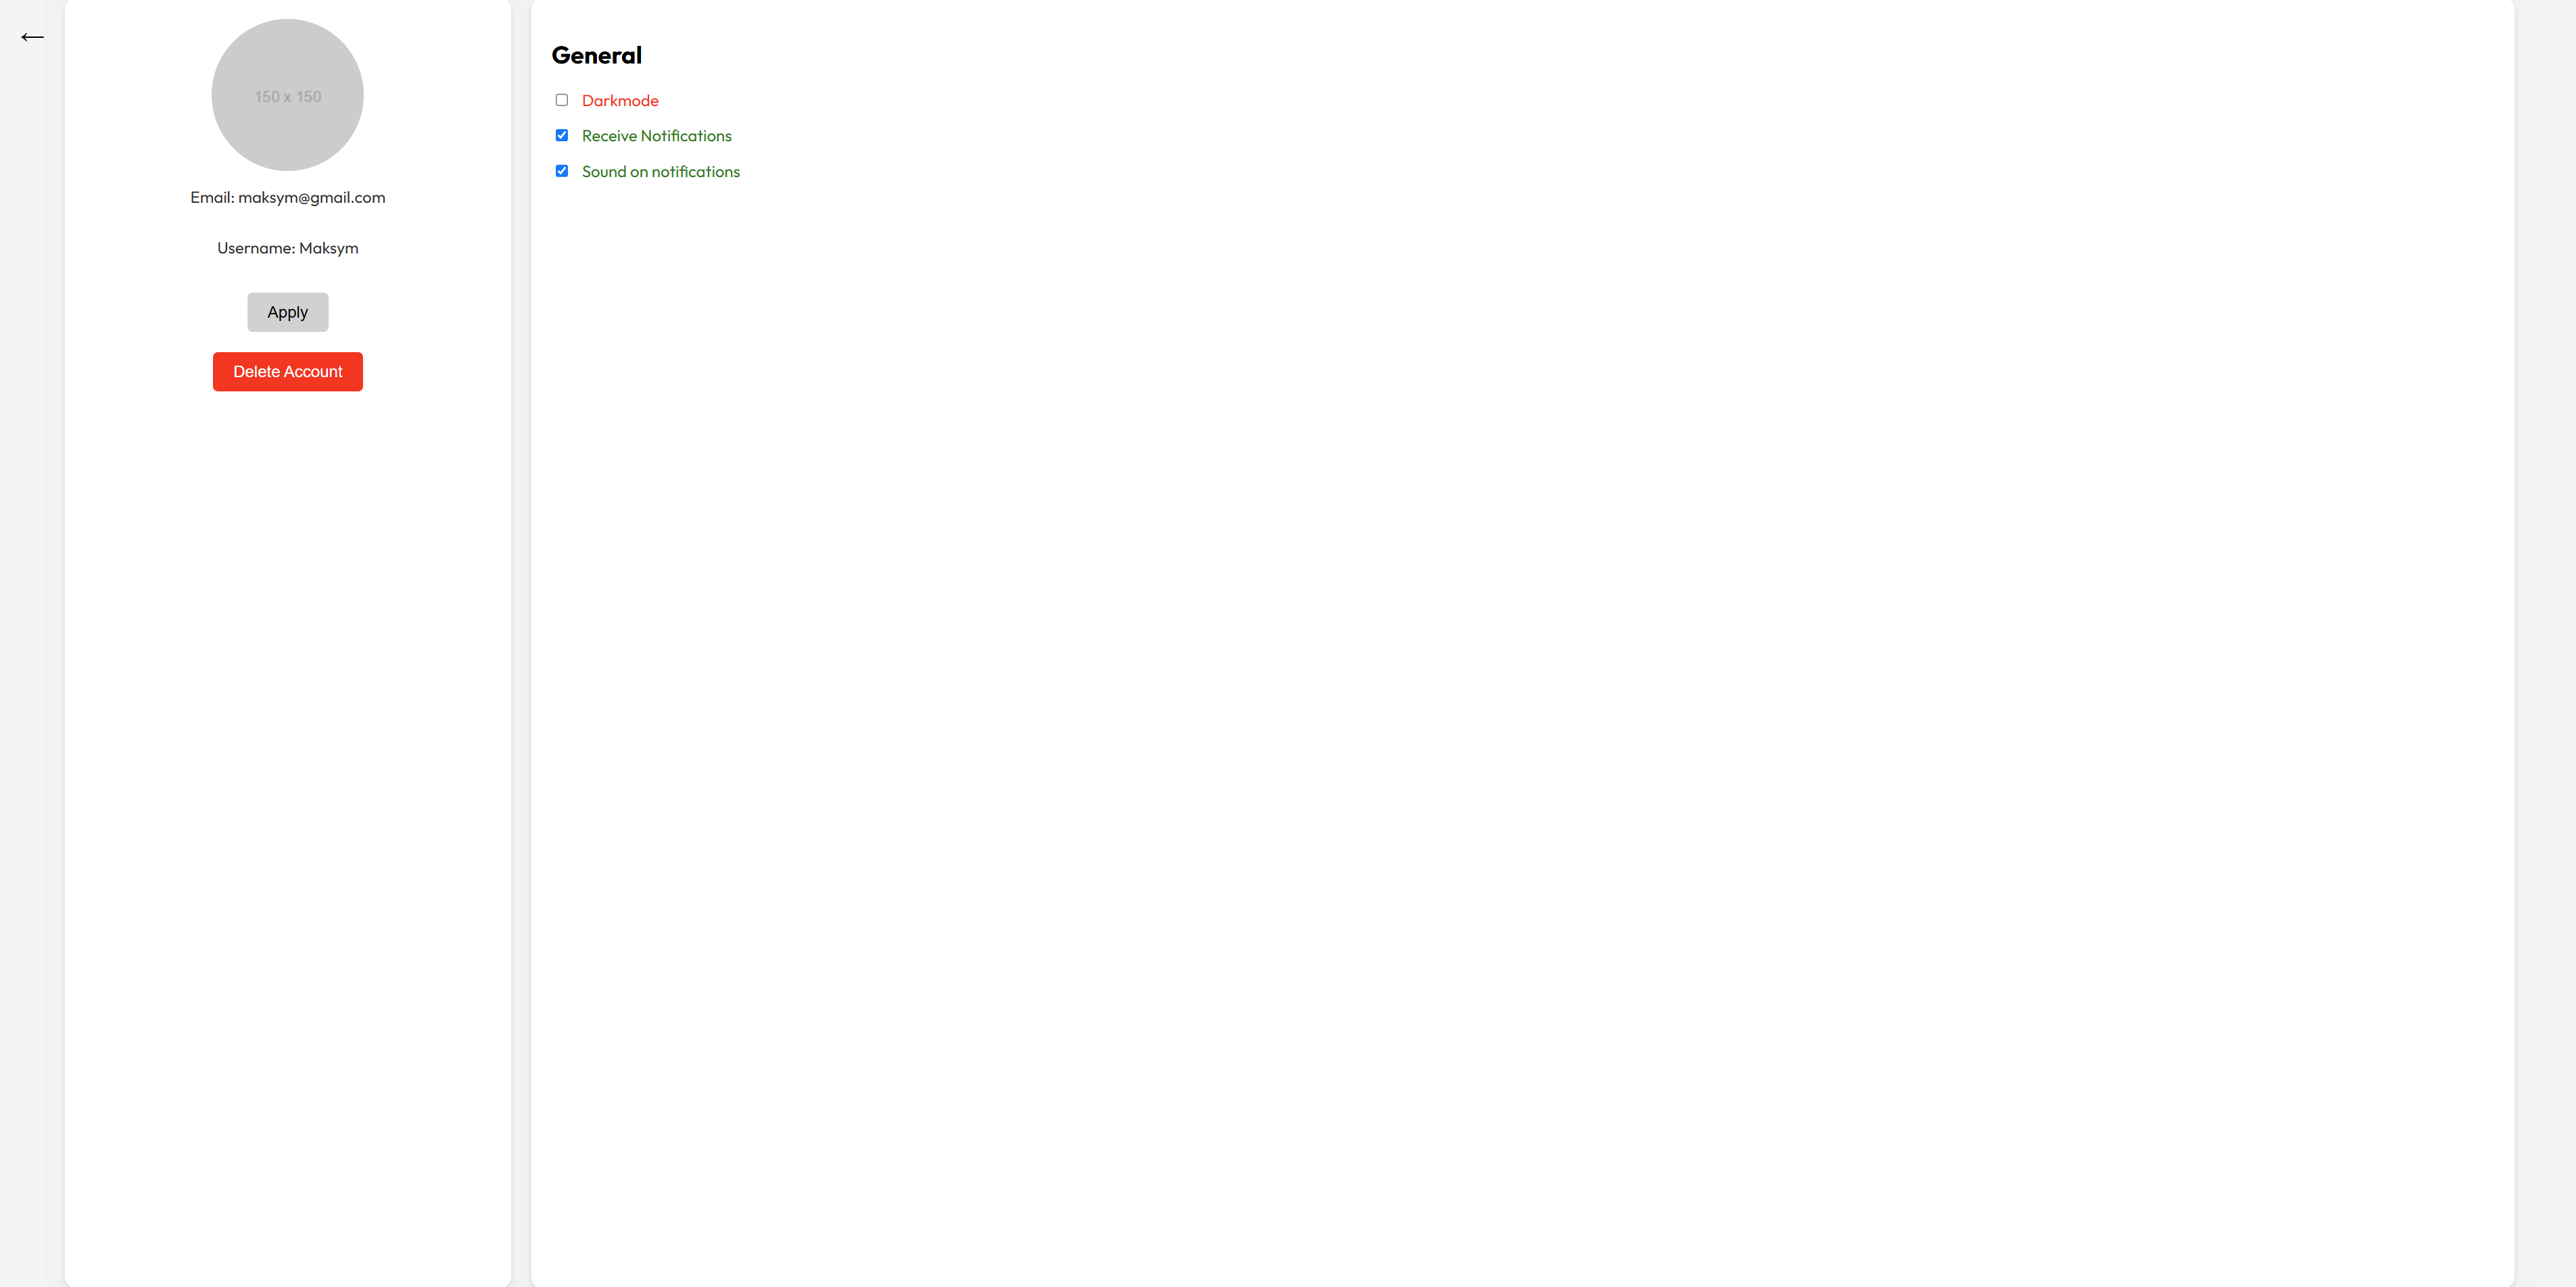 ←
150 x 150
Email: maksym@gmail.com
Username: Maksym
Apply
Delete Account
General
Darkmode
Receive Notifications
Sound on notifications